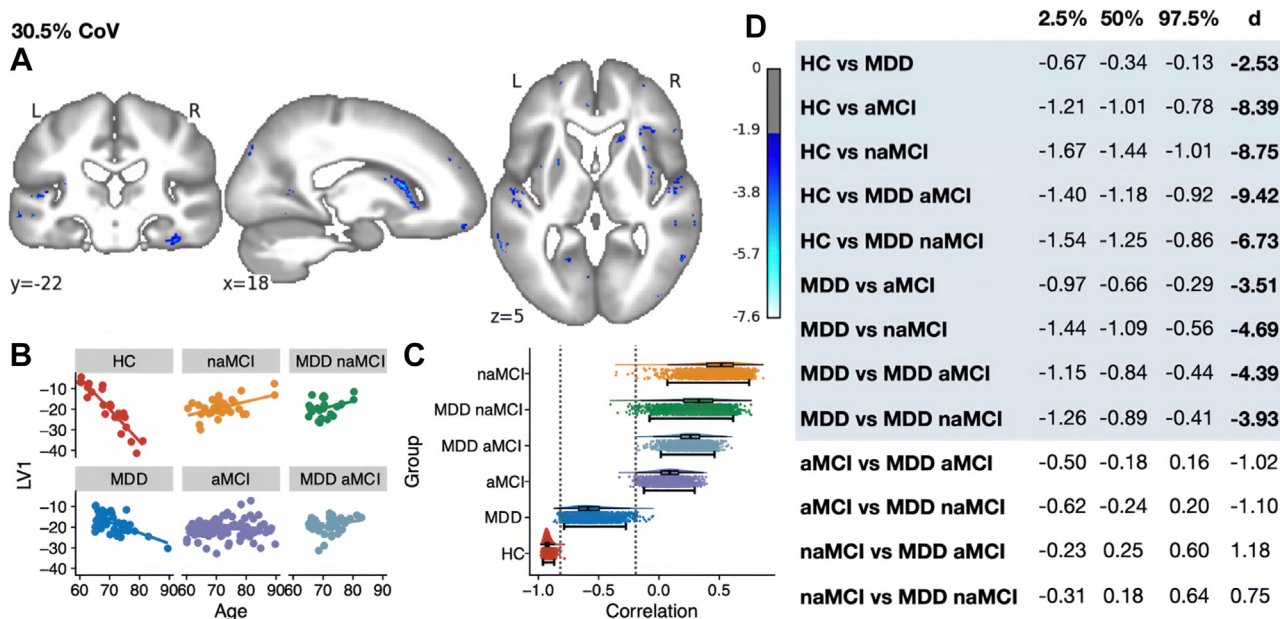 30.5% CoV
A
L
R
y=-22
x=18
L
R
z=5
0
-1.9
-3.8
-5.7
-7.6
B
HC
naMCI
MDD naMCI
−10
−20
−30
−40
MDD
aMCI
MDD aMCI
−10
−20
−30
−40
LV1
60 70 80 90 60 70 80 90 60 70 80 90
Age
C
Group
naMCI
MDD naMCI
MDD aMCI
aMCI
MDD
HC
−1.0 −0.5 0.0 0.5
Correlation
D
2.5% 50% 97.5% d
HC vs MDD -0.67 -0.34 -0.13 -2.53
HC vs aMCI -1.21 -1.01 -0.78 -8.39
HC vs naMCI -1.67 -1.44 -1.01 -8.75
HC vs MDD aMCI -1.40 -1.18 -0.92 -9.42
HC vs MDD naMCI -1.54 -1.25 -0.86 -6.73
MDD vs aMCI -0.97 -0.66 -0.29 -3.51
MDD vs naMCI -1.44 -1.09 -0.56 -4.69
MDD vs MDD aMCI -1.15 -0.84 -0.44 -4.39
MDD vs MDD naMCI -1.26 -0.89 -0.41 -3.93
aMCI vs MDD aMCI -0.50 -0.18 0.16 -1.02
aMCI vs MDD naMCI -0.62 -0.24 0.20 -1.10
naMCI vs MDD aMCI -0.23 0.25 0.60 1.18
naMCI vs MDD naMCI -0.31 0.18 0.64 0.75